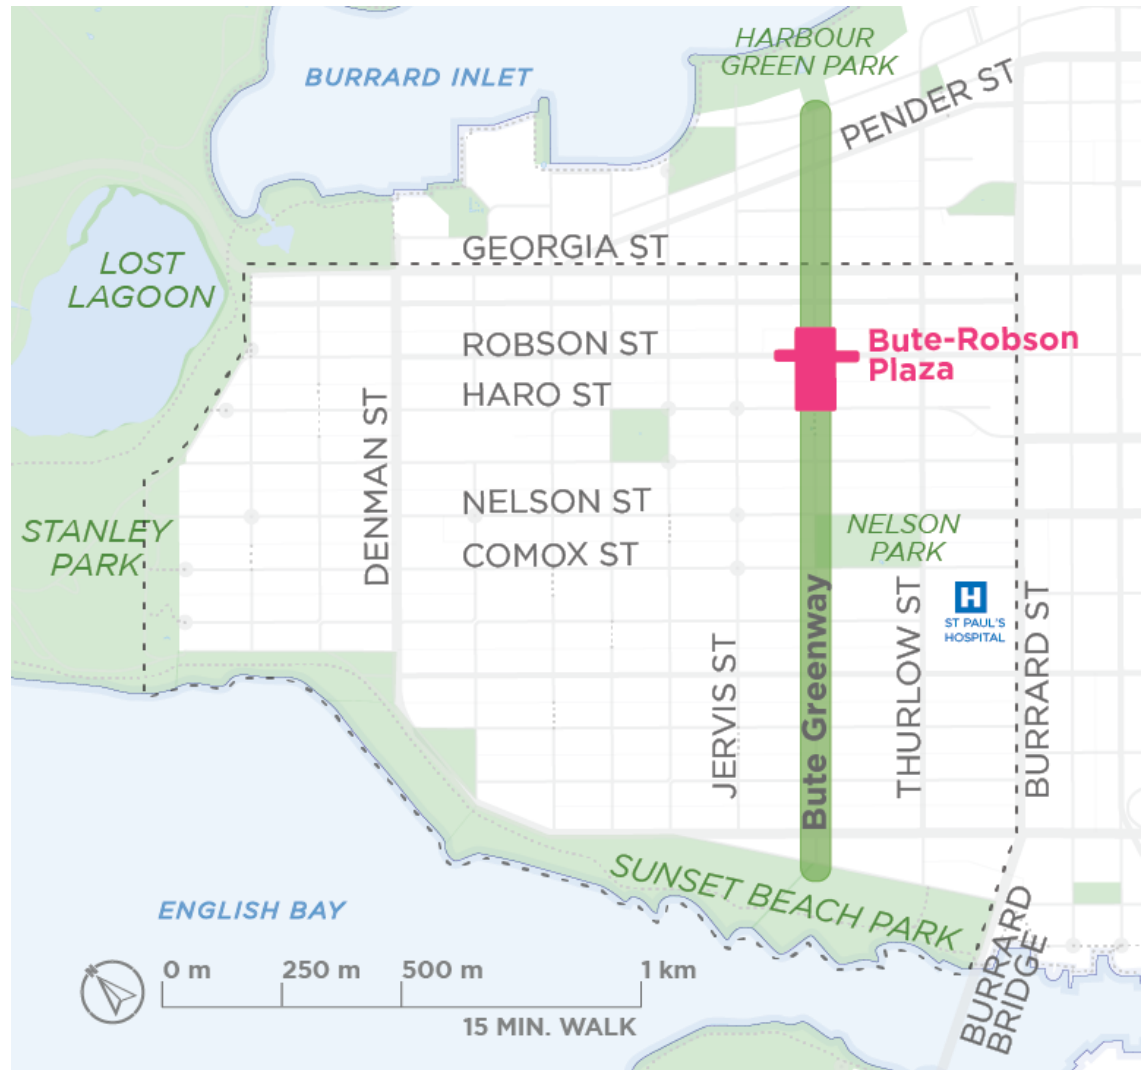 HARBOUR
GREEN PARK
BURRARD INLET
PENDER ST
GEORGIA ST
LOST
LAGOON
ROBSON ST
Bute-Robson
Plaza
HARO ST
DENMAN ST
NELSON ST
STANLEY
PARK
NELSON
PARK
COMOX ST
H
ST PAUL'S
HOSPITAL
Bute Greenway
THURLOW ST
BURRARD ST
JERVIS ST
SUNSET BEACH PARK
ENGLISH BAY
BURRARD
BRIDGE
0 m 250 m 500 m 1 km
15 MIN. WALK